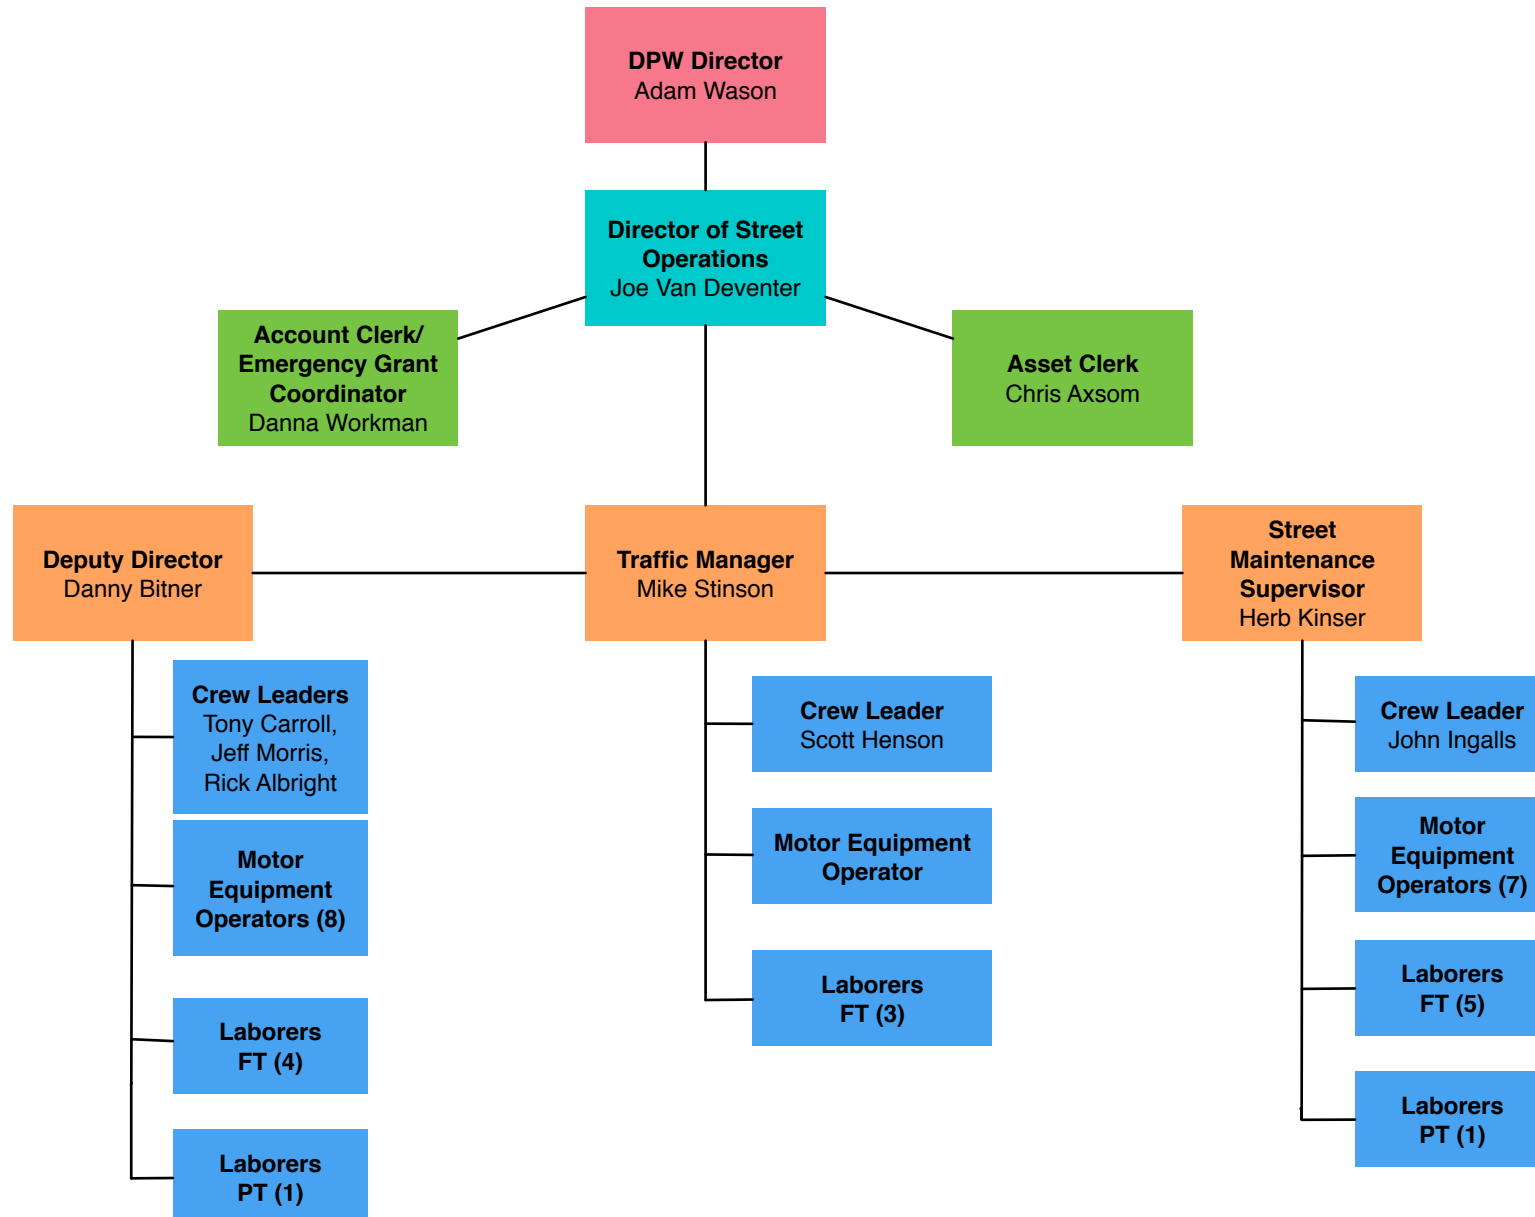 DPW Director
Adam Wason
Director of Street
Operations
Joe Van Deventer
Account Clerk/
Emergency Grant
Coordinator
Danna Workman
Asset Clerk
Chris Axsom
Deputy Director
Danny Bitner
Traffic Manager
Mike Stinson
Street
Maintenance
Supervisor
Herb Kinser
Crew Leaders
Tony Carroll,
Jeff Morris,
Rick Albright
Motor
Equipment
Operators (8)
Laborers
FT (4)
Laborers
PT (1)
Crew Leader
Scott Henson
Motor Equipment
Operator
Laborers
FT (3)
Crew Leader
John Ingalls
Motor
Equipment
Operators (7)
Laborers
FT (5)
Laborers
PT (1)